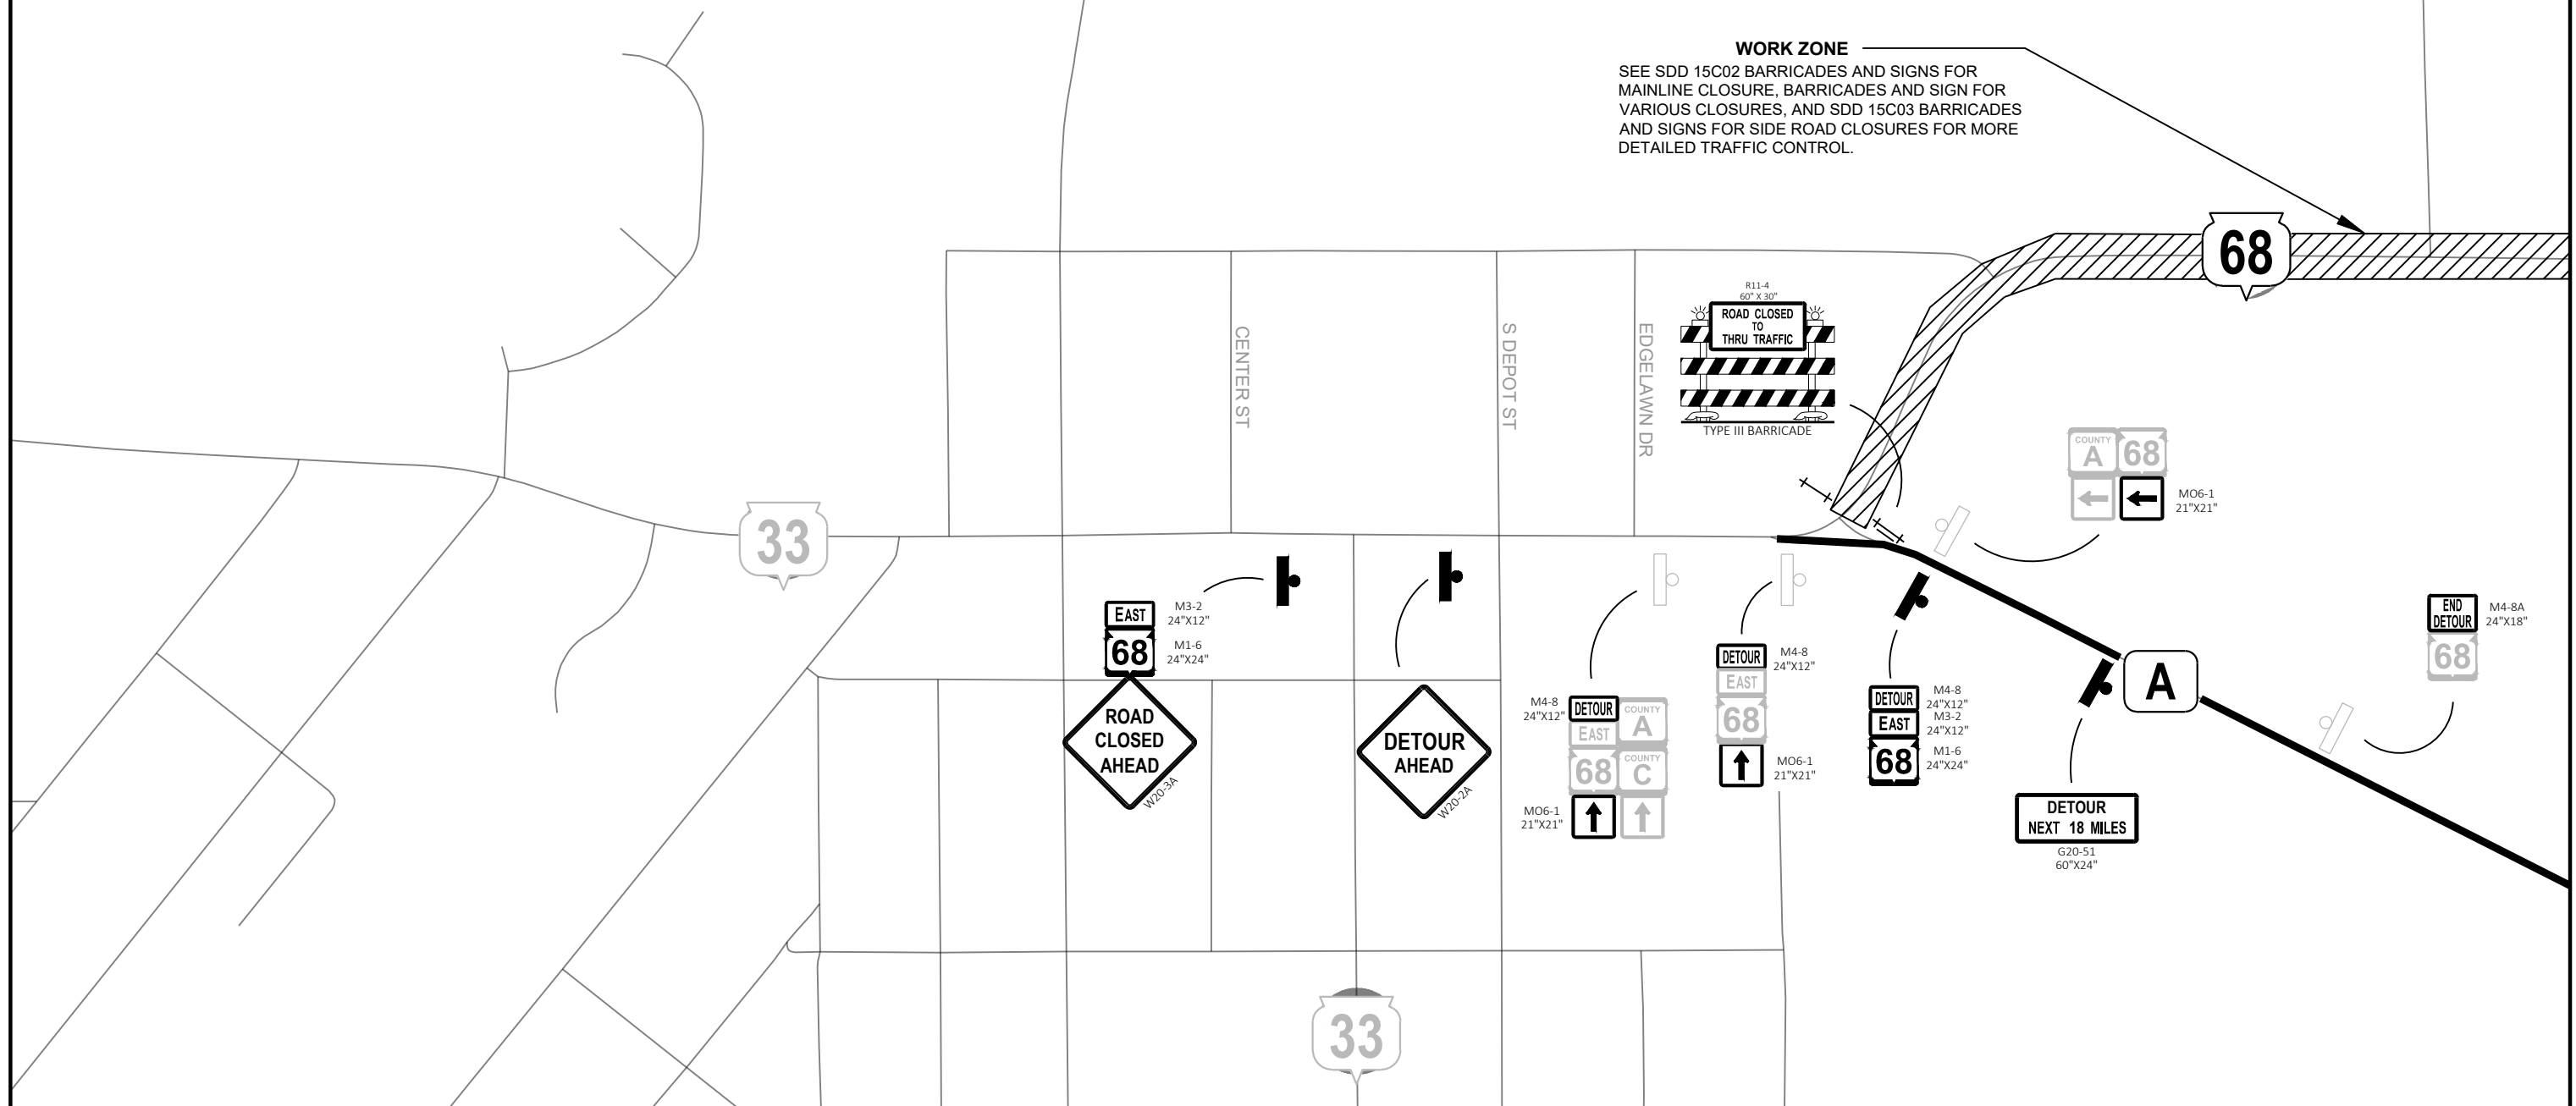 WORK ZONE
SEE SDD 15C02 BARRICADES AND SIGNS FOR
MAINLINE CLOSURE, BARRICADES AND SIGN FOR
VARIOUS CLOSURES, AND SDD 15C03 BARRICADES
AND SIGNS FOR SIDE ROAD CLOSURES FOR MORE
DETAILED TRAFFIC CONTROL.
68
R11-4
60" X 30"
ROAD CLOSED
TO
THRU TRAFFIC
TYPE III BARRICADE
CENTER ST
S DEPOT ST
EDGELAWN DR
COUNTY
A
68
MO6-1
21"X21"
33
EAST
M3-2
24"X12"
68
M1-6
24"X24"
ROAD
CLOSED
AHEAD
W20-3A
DETOUR
AHEAD
W20-2A
M4-8
24"X12"
DETOUR
EAST
68
COUNTY
A
COUNTY
C
MO6-1
21"X21"
DETOUR
M4-8
24"X12"
EAST
68
MO6-1
21"X21"
DETOUR
M4-8
24"X12"
EAST
M3-2
24"X12"
68
M1-6
24"X24"
A
DETOUR
NEXT 18 MILES
G20-51
60"X24"
END
DETOUR
M4-8A
24"X18"
68
33